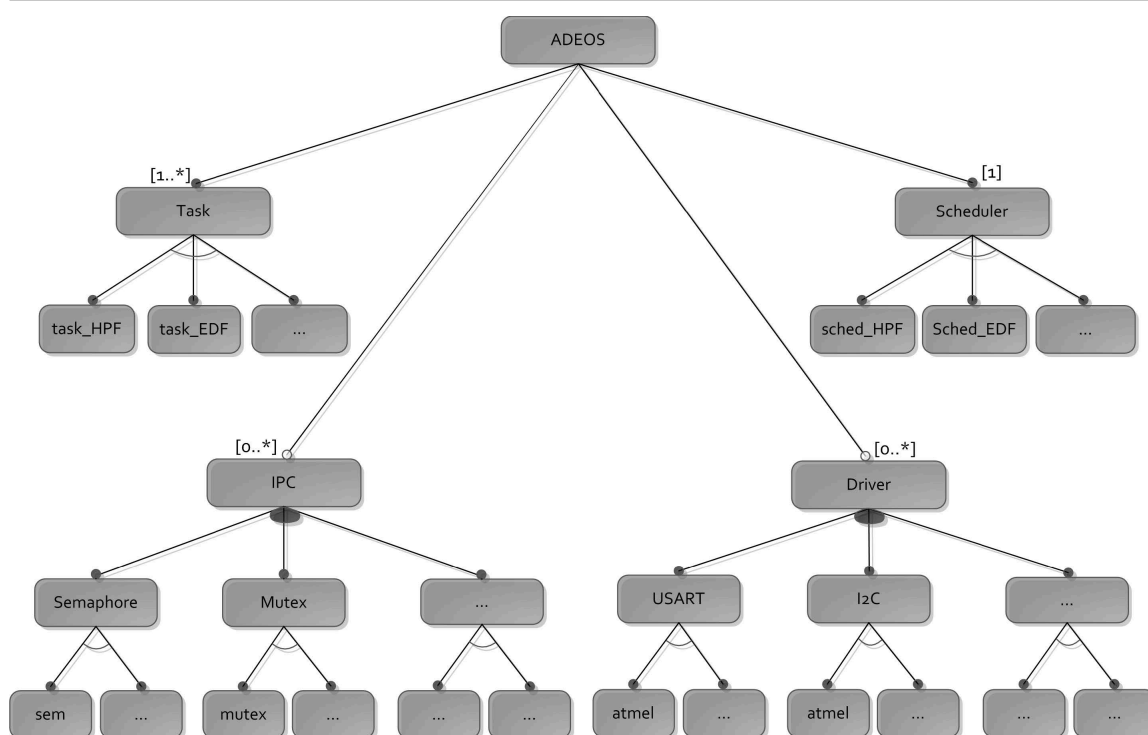 ADEOS
[1..*]
[1]
Task
Scheduler
task_HPF
task_EDF
...
sched_HPF
Sched_EDF
...
[0..*]
[0..*]
IPC
Driver
Semaphore
Mutex
...
USART
I2C
...
sem
...
mutex
...
...
...
atmel
...
atmel
...
...
...